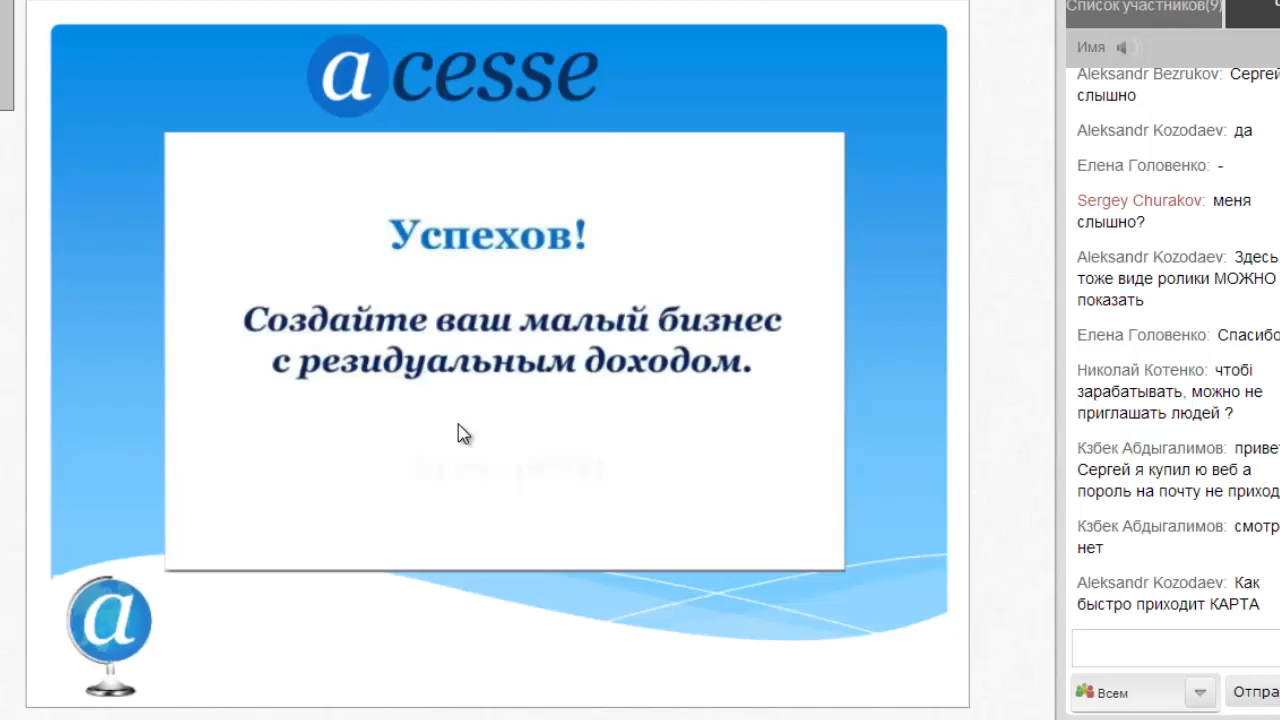 acesse
Успехов!
Создайте ваш малый бизнес
с резидуальным доходом.
a
Список участников(9)
Имя
Aleksandr Bezrukov: Сергей
слышно
Aleksandr Kozodaev: да
Елена Головенко: -
Sergey Churakov: меня
слышно?
Aleksandr Kozodaev: Здесь
тоже виде ролики МОЖНО
показать
Елена Головенко: Спасибо
Николай Котенко: чтобі
зарабатывать, можно не
приглашать людей ?
Кзбек Абдыгалимов: приве
Сергей я купил ю веб а
пороль на почту не приход
Кзбек Абдыгалимов: смотр
нет
Aleksandr Kozodaev: Как
быстро приходит КАРТА
Всем
Отпра